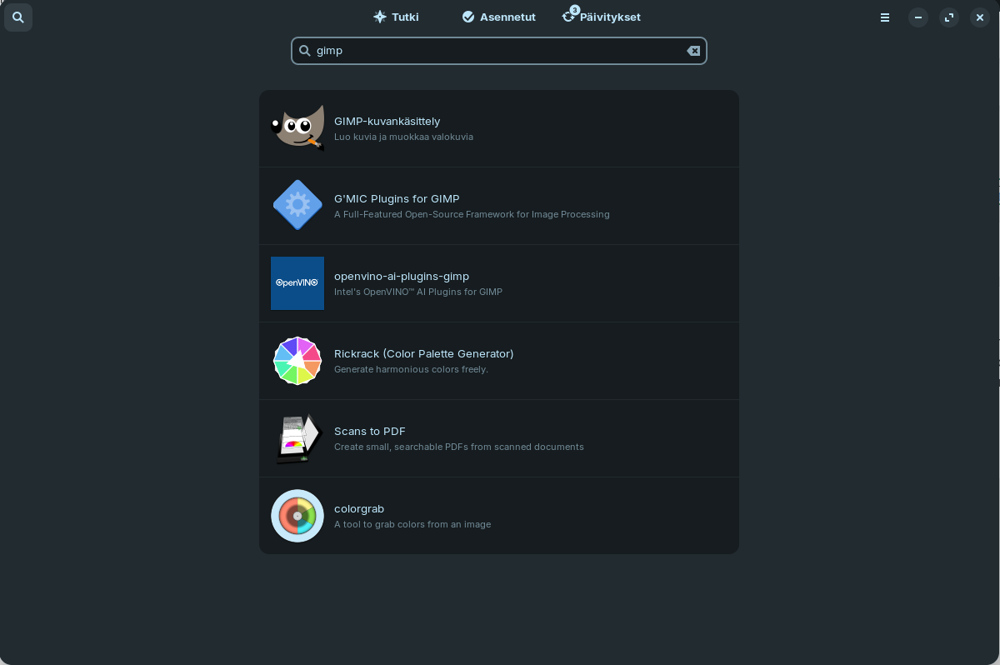 Tutki
Asennetut
3
Päivitykset
gimp
GIMP-kuvankäsittely
Luo kuvia ja muokkaa valokuvia
G'MIC Plugins for GIMP
A Full-Featured Open-Source Framework for Image Processing
OpenVINO
openvino-ai-plugins-gimp
Intel's OpenVINO™ AI Plugins for GIMP
Rickrack (Color Palette Generator)
Generate harmonious colors freely.
Scans to PDF
Create small, searchable PDFs from scanned documents
colorgrab
A tool to grab colors from an image